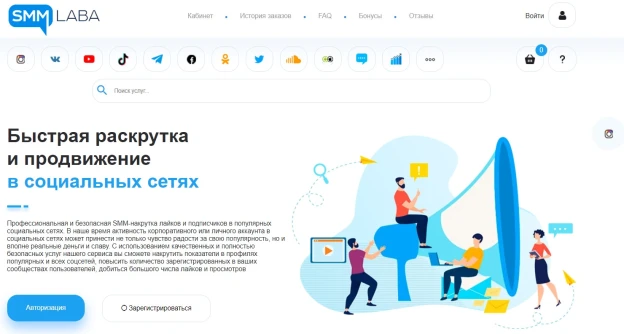 SMM LABA
Кабинет • История заказов • FAQ • Бонусы • Отзывы
Войти
0
?
Поиск услуг...
Быстрая раскрутка
и продвижение
в социальных сетях
Профессиональная и безопасная SMM-накрутка лайков и подписчиков в популярных
социальных сетях. В наше время активность корпоративного или личного аккаунта в
социальных сетях может принести не только чувство радости за свою популярность, но и
вполне реальные деньги и славу. С использованием качественных и полностью
безопасных услуг нашего сервиса вы сможете накрутить показатели в профилях
популярных и всех соцсетей, повысить количество зарегистрированных в ваших
сообществах пользователей, добиться большого числа лайков и просмотров
Авторизация
Зарегистрироваться